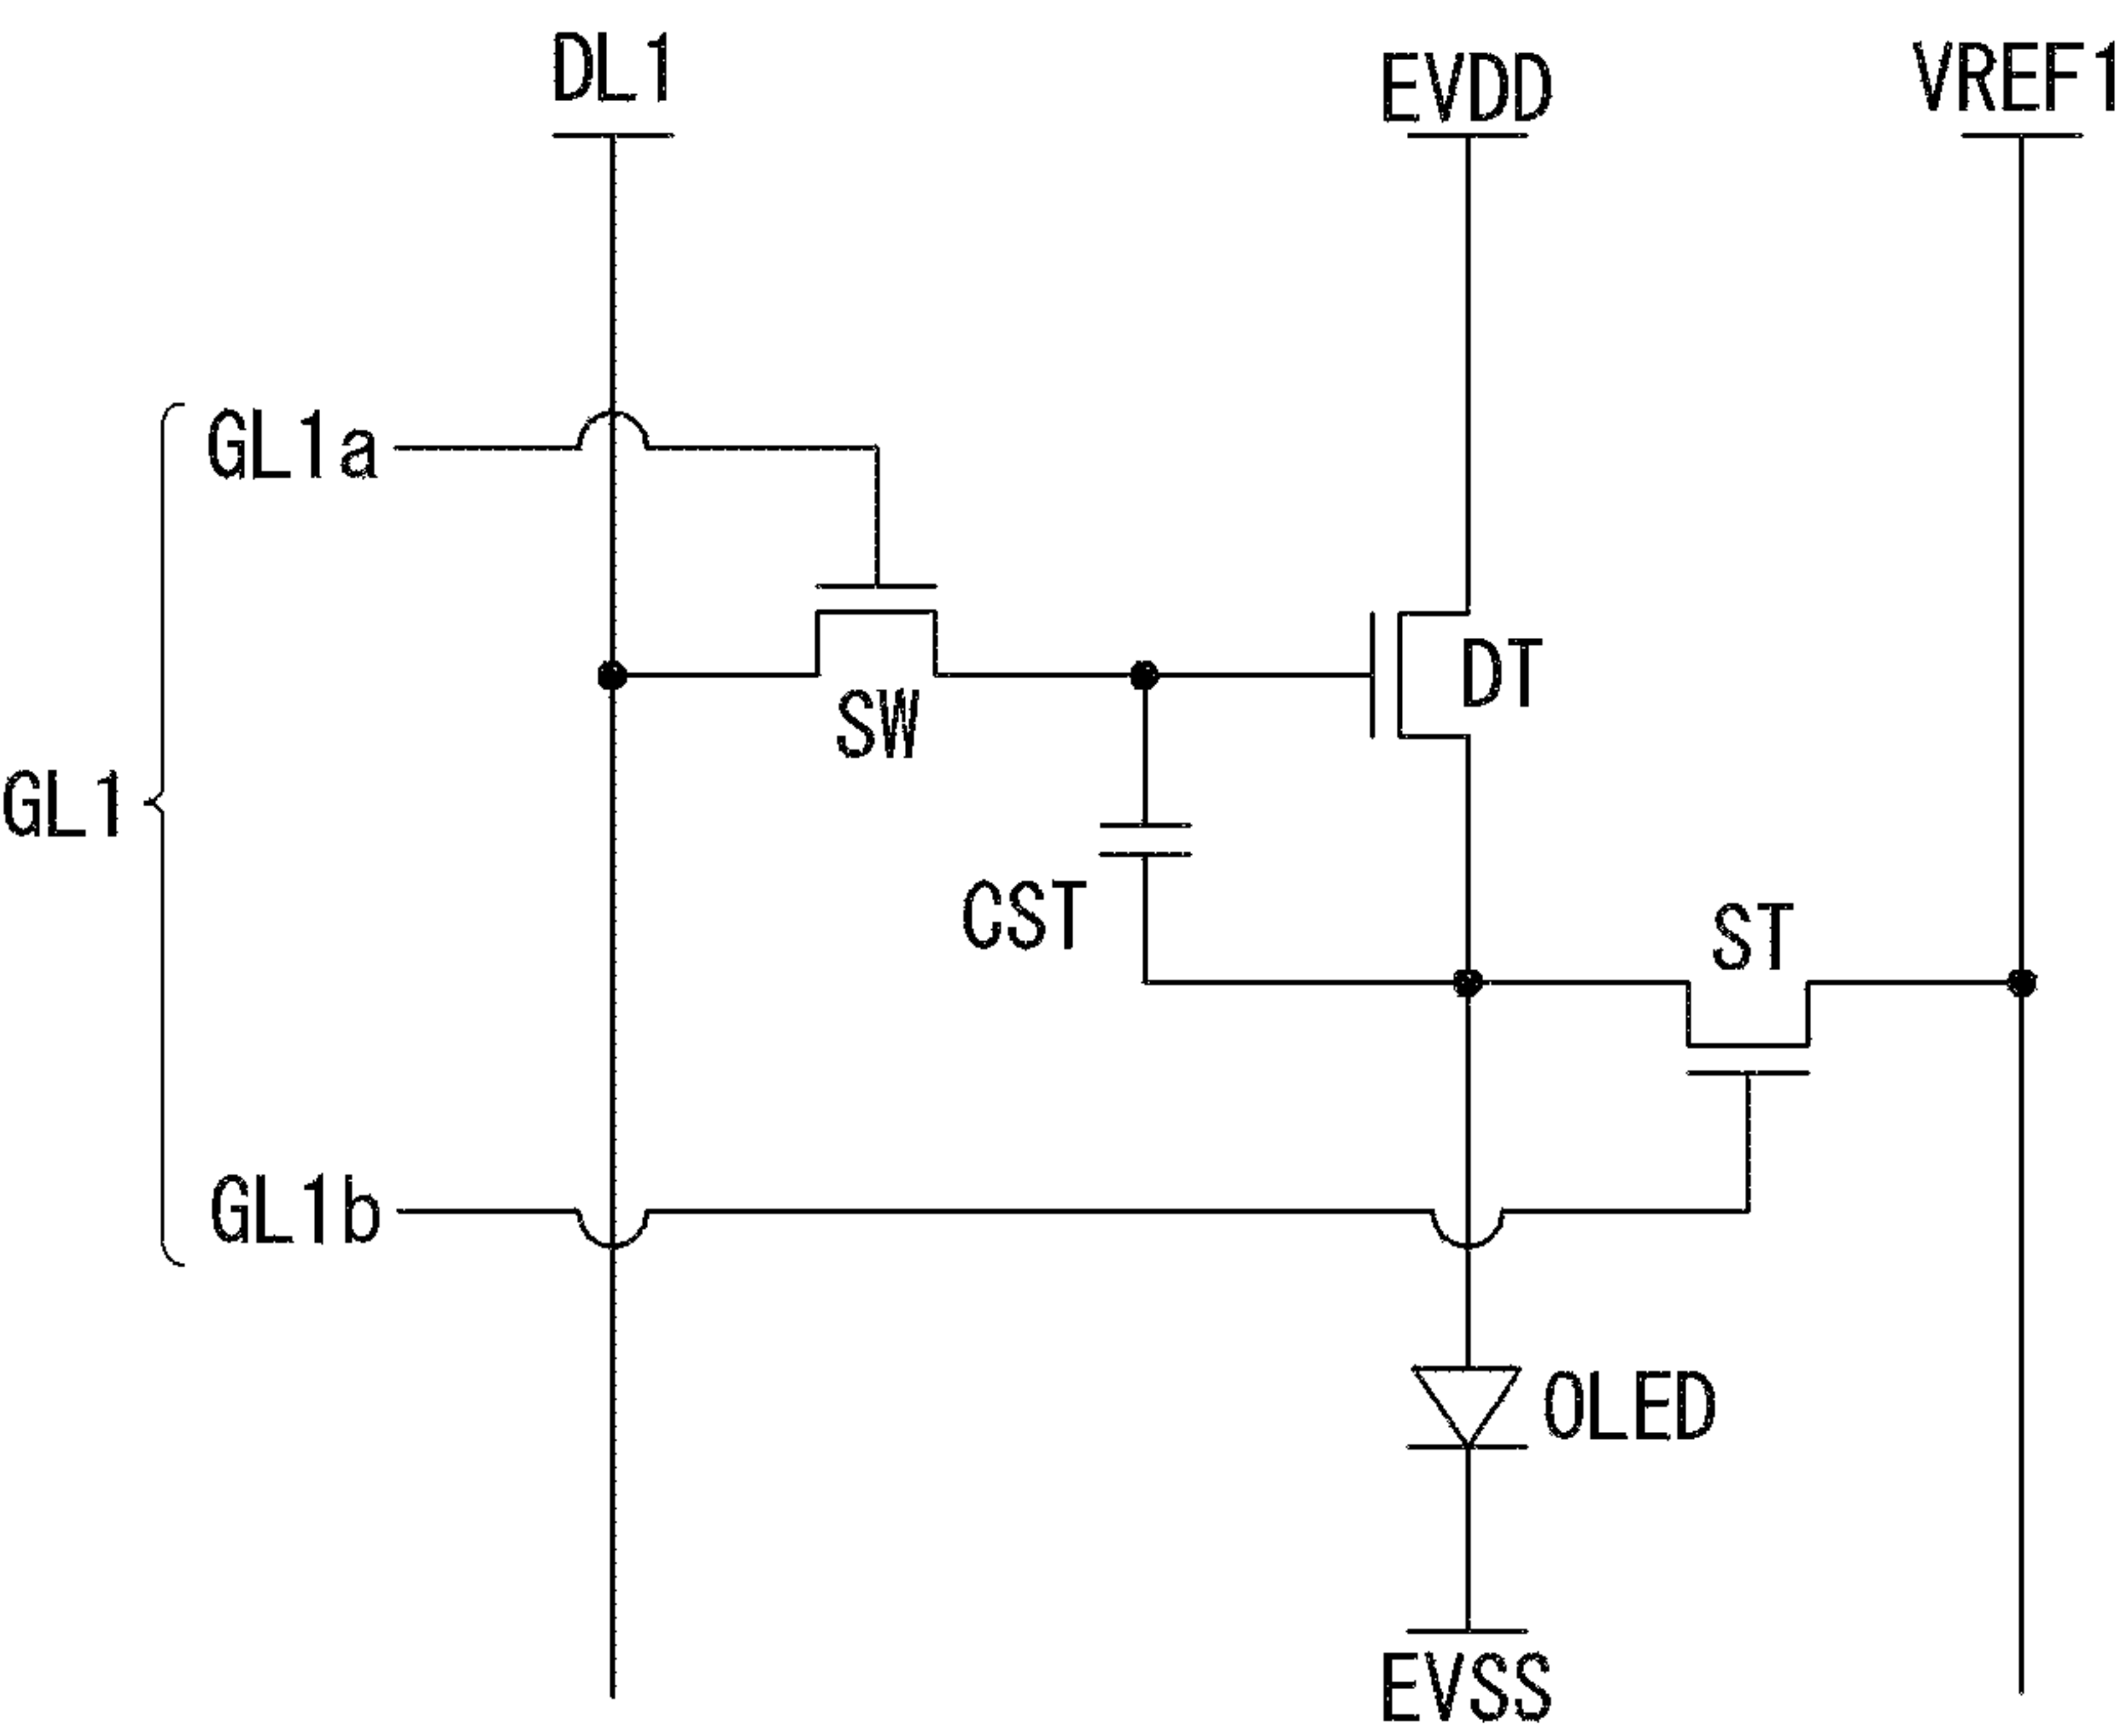 DL1
EVDD
VREF1
GL1a
DT
SW
GL1
CST
ST
GL1b
OLED
EVSS